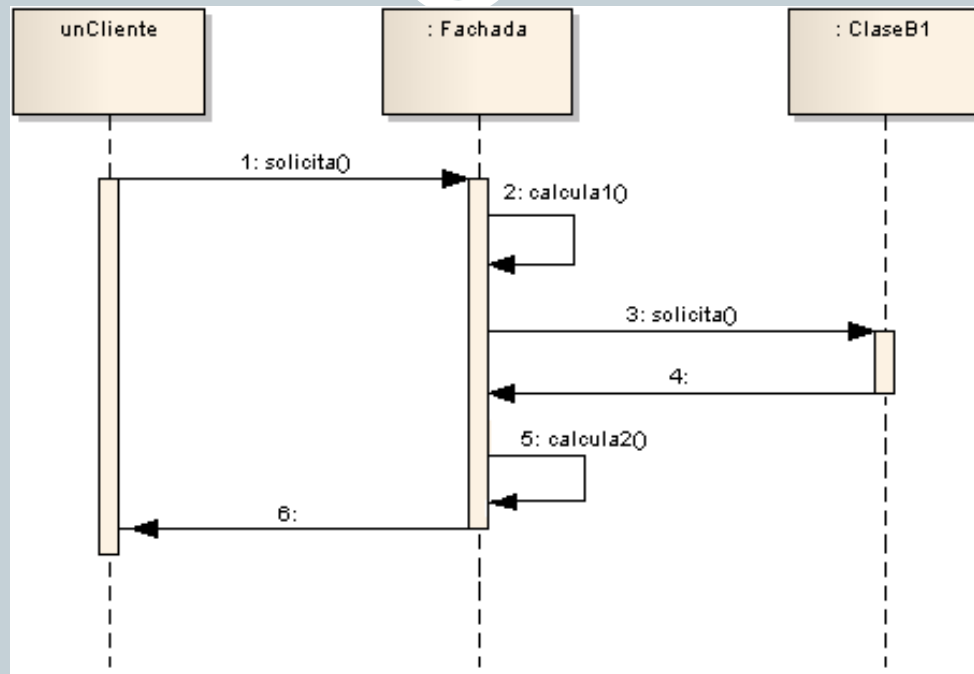 unCliente
: Fachada
: ClaseB1
1: solicita()
2: calcula1()
3: solicita()
4:
5: calcula2()
6: